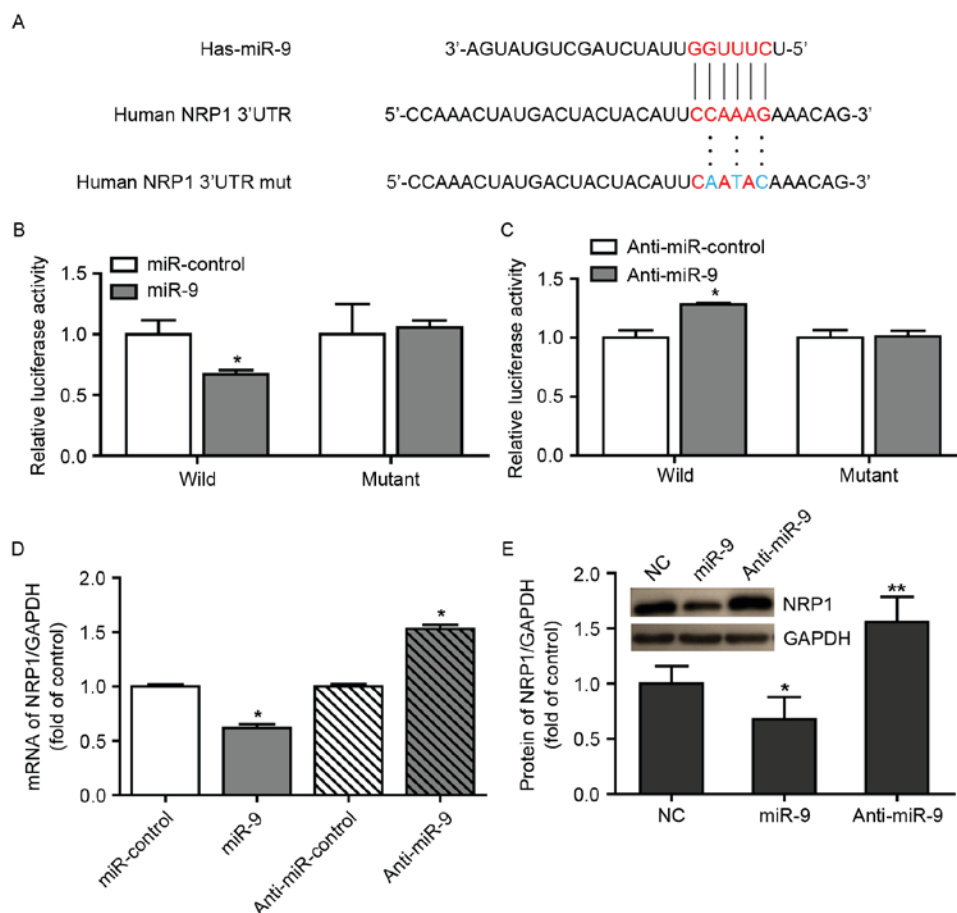 A
Has-miR-9 3'-AGUAUGUCGAUCUAUUGGUUUCU-5'
Human NRP1 3'UTR 5'-CCAAACUAUGACUACUACAUUCCAAAGAAACAG-3'
Human NRP1 3'UTR mut 5'-CCAAACUAUGACUACUACAUUCAATACAAACAG-3'
B
miR-control
miR-9
Relative luciferase activity
1.5
1.0
0.5
0.0
*
Wild Mutant
C
Anti-miR-control
Anti-miR-9
Relative luciferase activity
1.5
1.0
0.5
0.0
*
Wild Mutant
D
mRNA of NRP1/GAPDH
(fold of control)
2.0
1.5
1.0
0.5
0.0
*
*
miR-control
miR-9
Anti-miR-control
Anti-miR-9
E
Protein of NRP1/GAPDH
(fold of control)
2.0
1.5
1.0
0.5
0.0
NC miR-9 Anti-miR-9
NRP1
GAPDH
*
**
NC miR-9 Anti-miR-9